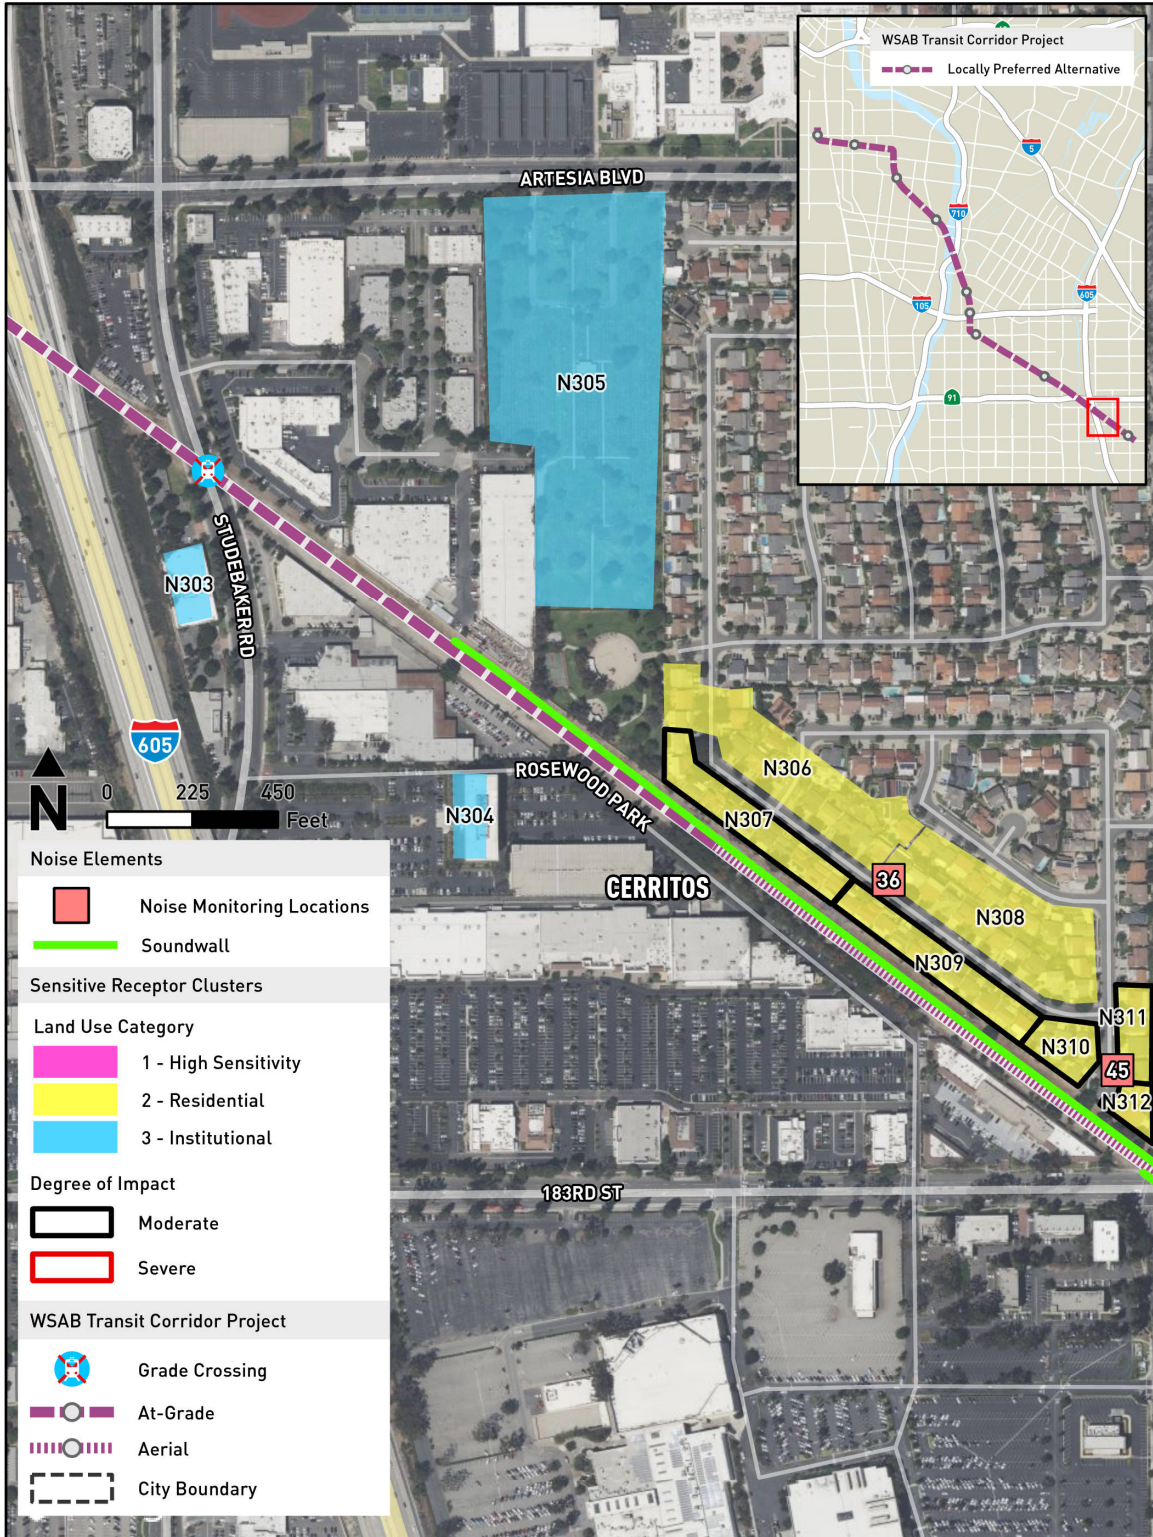 WSAB Transit Corridor Project
Locally Preferred Alternative
5
710
105
605
91
ARTESIA BLVD
N305
STUDEBAKER RD
N303
605
N
0 225 450
Feet
N304
ROSEWOOD PARK
CERRITOS
N306
N307
36
N308
N309
N310
N311
45
N312
183RD ST
Noise Elements
Noise Monitoring Locations
Soundwall
Sensitive Receptor Clusters
Land Use Category
1 - High Sensitivity
2 - Residential
3 - Institutional
Degree of Impact
Moderate
Severe
WSAB Transit Corridor Project
Grade Crossing
At-Grade
Aerial
City Boundary